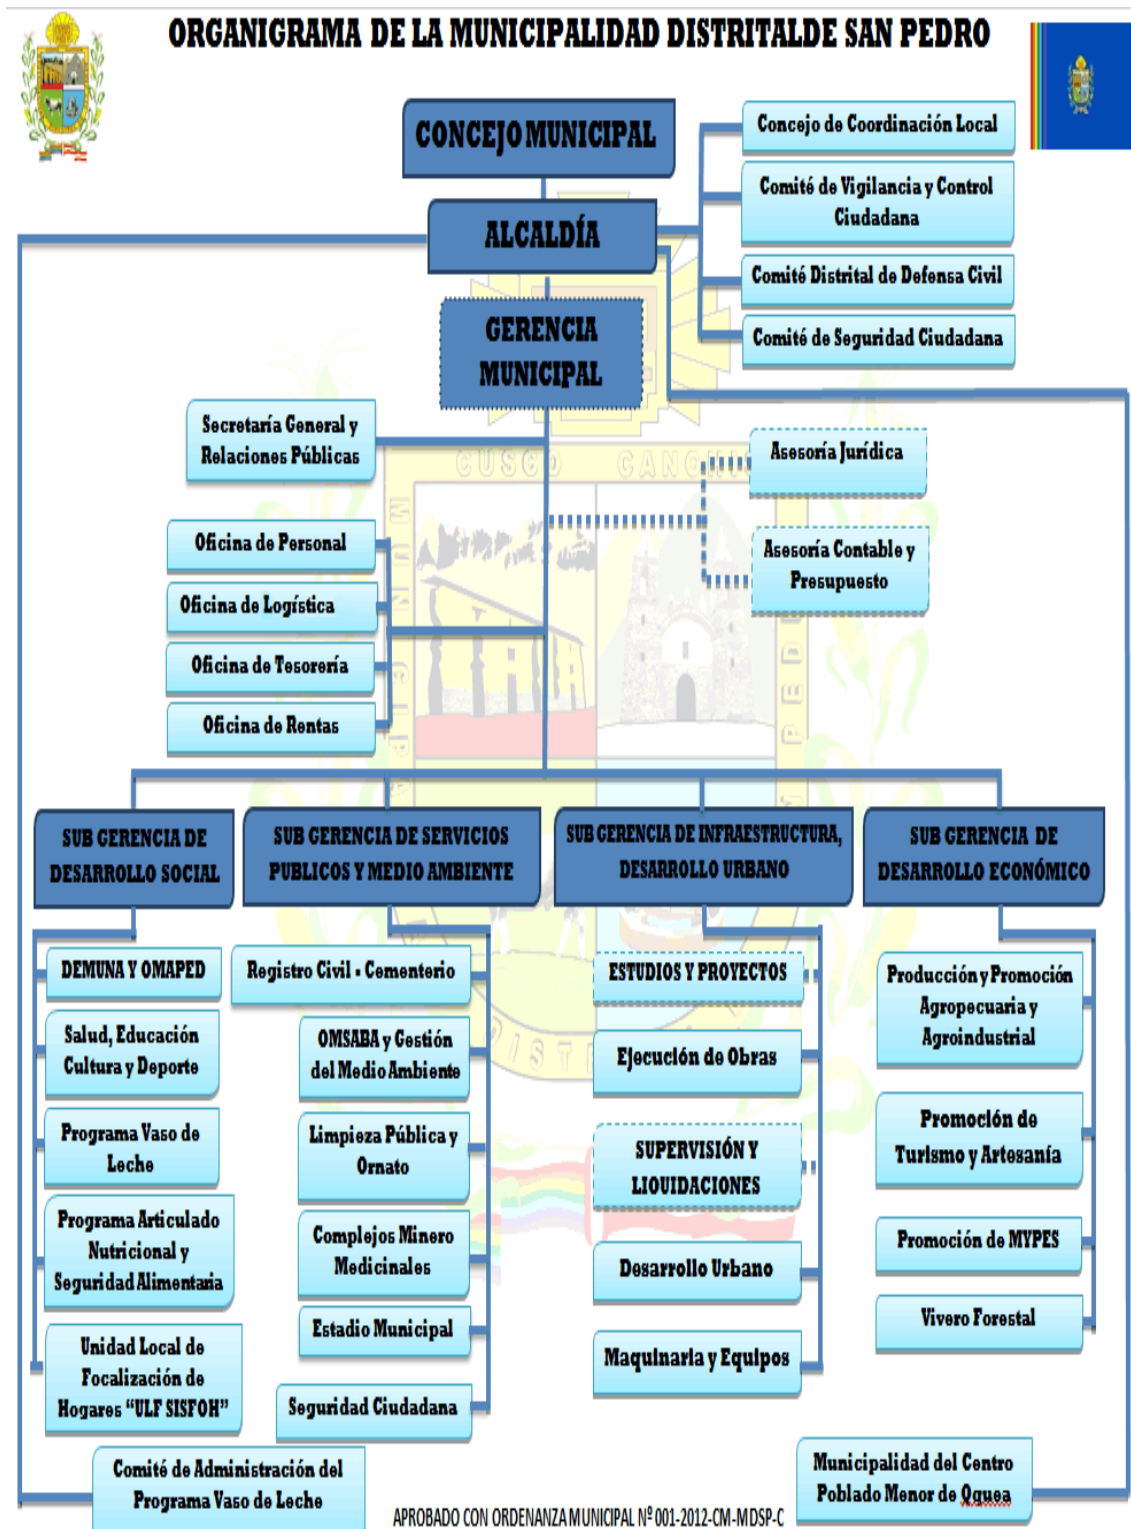 ORGANIGRAMA DE LA MUNICIPALIDAD DISTRITALDE SAN PEDRO
CONCEJO MUNICIPAL
ALCALDÍA
GERENCIA
MUNICIPAL
Concejo de Coordinación Local
Comité de Vigilancia y Control
Ciudadana
Comité Distrital de Defensa Civil
Comité de Seguridad Ciudadana
Secretaría General y
Relaciones Públicas
Asesoría Jurídica
Asesoría Contable y
Presupuesto
Oficina de Personal
Oficina de Logística
Oficina de Tesorería
Oficina de Rentas
CUSCO CANCHIS
SUB GERENCIA DE
DESARROLLO SOCIAL
SUB GERENCIA DE SERVICIOS
PUBLICOS Y MEDIO AMBIENTE
SUB GERENCIA DE INFRAESTRUCTURA,
DESARROLLO URBANO
SUB GERENCIA DE
DESARROLLO ECONÓMICO
DEMUNA Y OMAPED
Salud, Educación
Cultura y Deporte
Programa Vaso de
Leche
Programa Articulado
Nutricional y
Seguridad Alimentaria
Unidad Local de
Focalización de
Hogares “ULF SISFOH”
Registro Civil - Cementerio
OMSABA y Gestión
del Medio Ambiente
Limpieza Pública y
Ornato
Complejos Minero
Medicinales
Estadio Municipal
Seguridad Ciudadana
ESTUDIOS Y PROYECTOS
Ejecución de Obras
SUPERVISIÓN Y
LIQUIDACIONES
Desarrollo Urbano
Maquinaria y Equipos
Producción y Promoción
Agropecuaria y
Agroindustrial
Promoción de
Turismo y Artesanía
Promoción de MYPES
Vivero Forestal
Comité de Administración del
Programa Vaso de Leche
Municipalidad del Centro
Poblado Menor de Qquea
APROBADO CON ORDENANZA MUNICIPAL Nº 001-2012-CM-MDSP-C